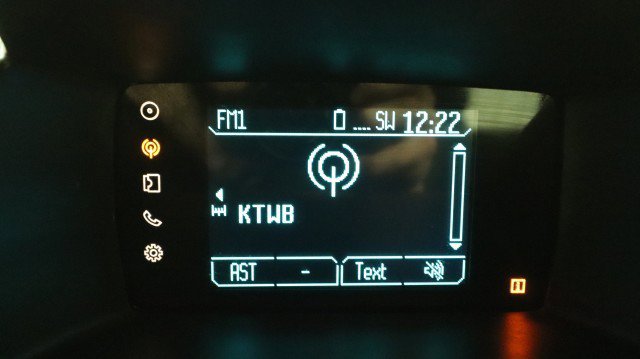 FM1 .... SW 12:22
KTWB
AST - Text